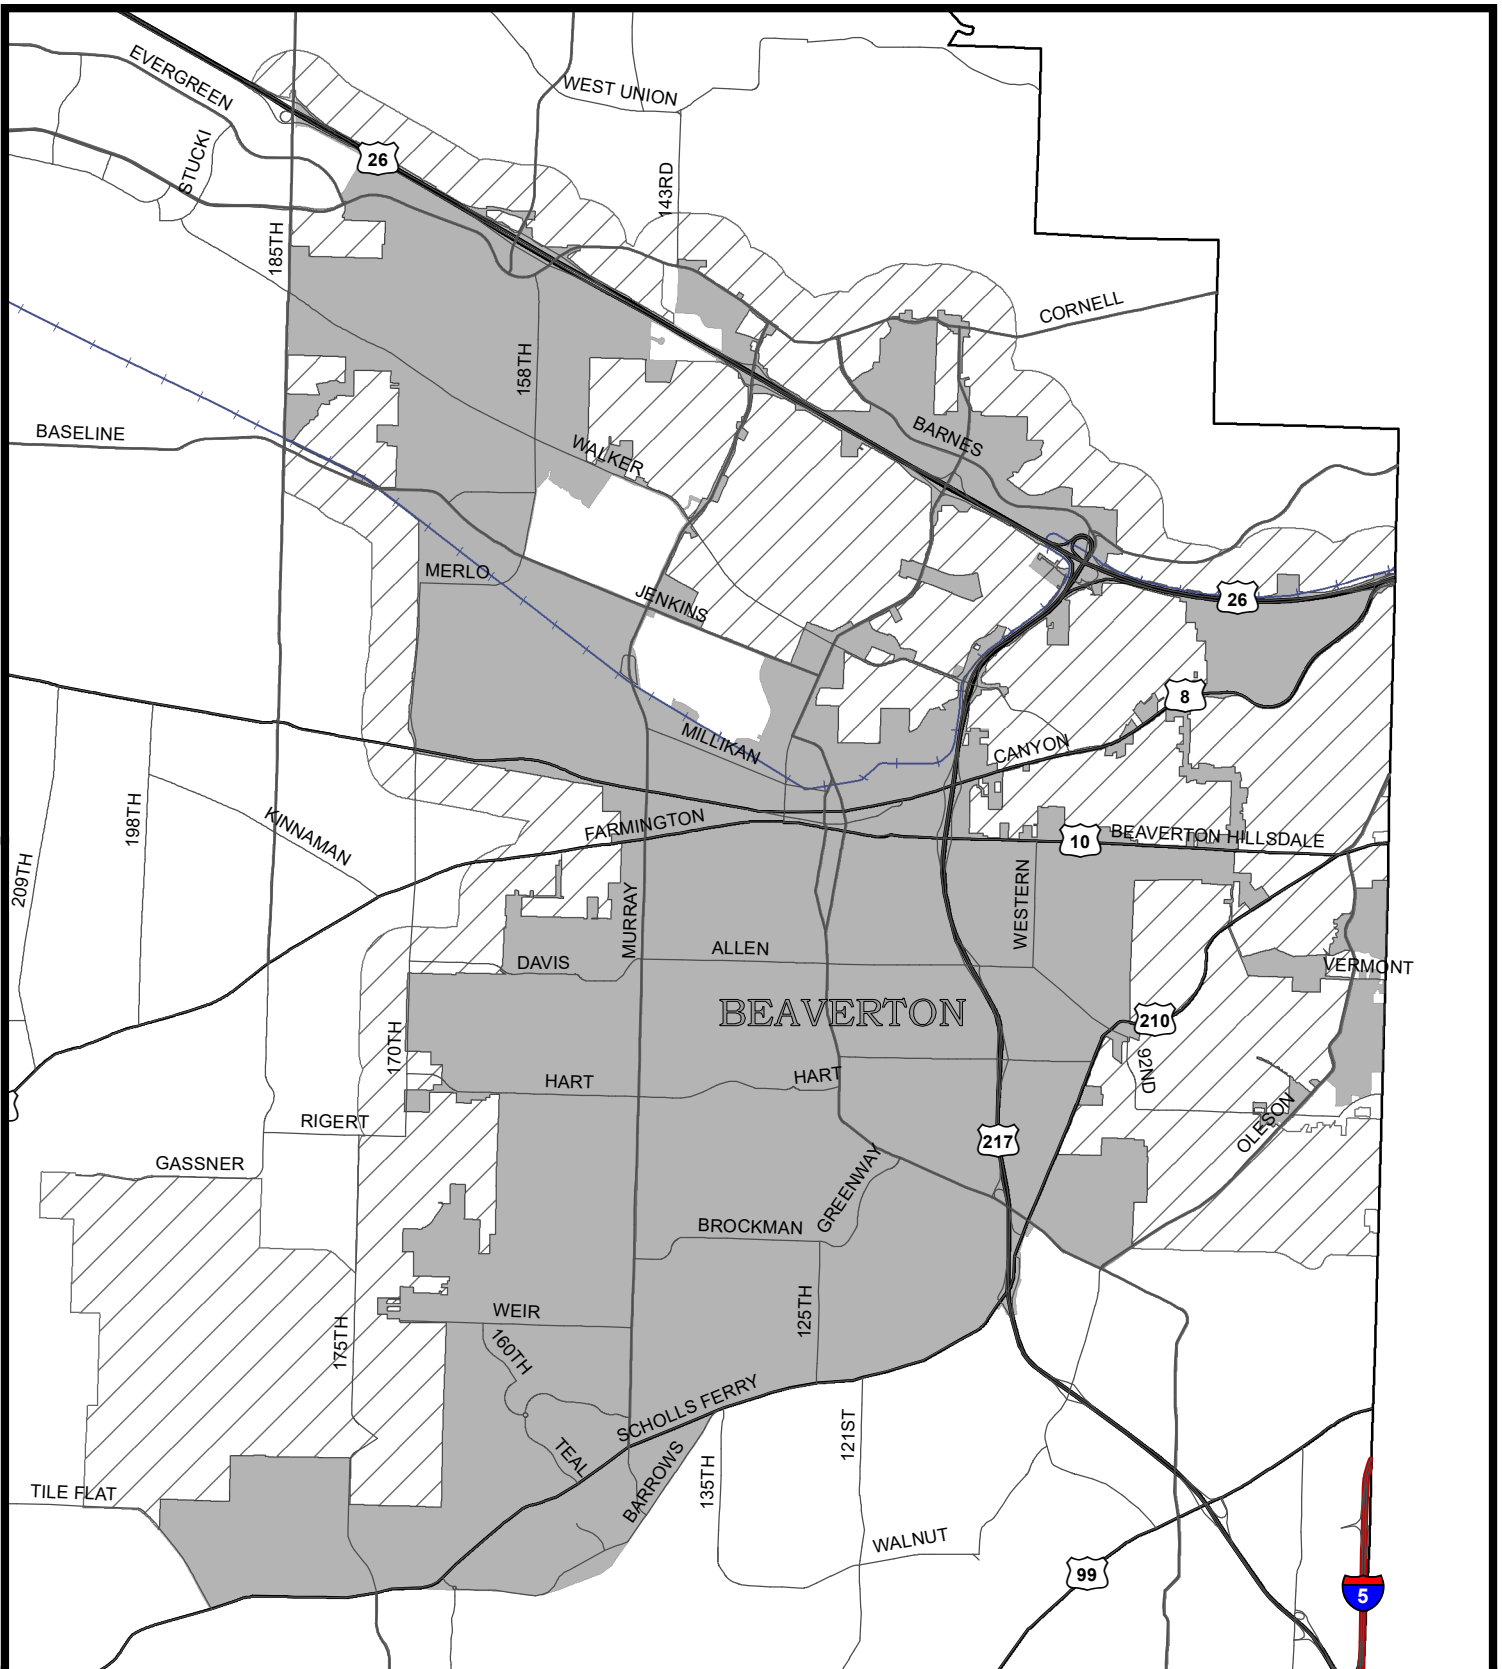 EVERGREEN
WEST UNION
STUCKI
26
143RD
185TH
CORNELL
158TH
BARNES
BASELINE
WALKER
MERLO
JENKINS
26
8
MILLIKAN
CANYON
198TH
KINNAMAN
FARMINGTON
10
BEAVERTON HILLSDALE
209TH
MURRAY
WESTERN
ALLEN
DAVIS
VERMONT
BEAVERTON
210
170TH
92ND
HART
HART
RIGERT
OLESON
217
GASSNER
GREENWAY
BROCKMAN
WEIR
125TH
175TH
160TH
SCHOLLS FERRY
121ST
TEAL
BARROWS
135TH
TILE FLAT
WALNUT
99
5